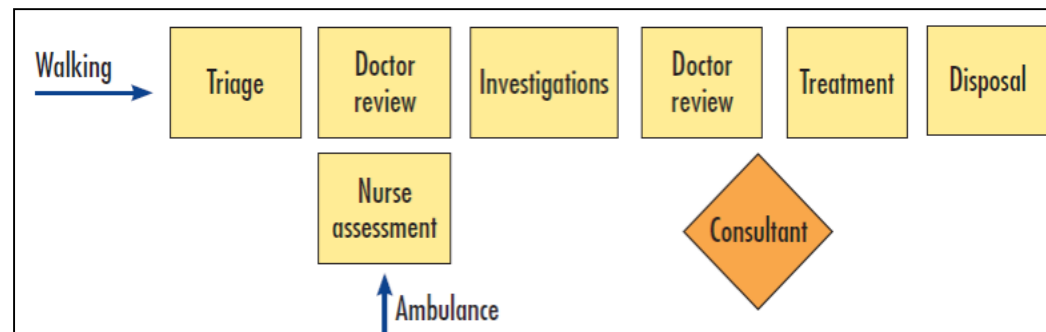 Walking
Triage
Doctor
review
Investigations
Doctor
review
Treatment
Disposal
Nurse
assessment
Consultant
Ambulance